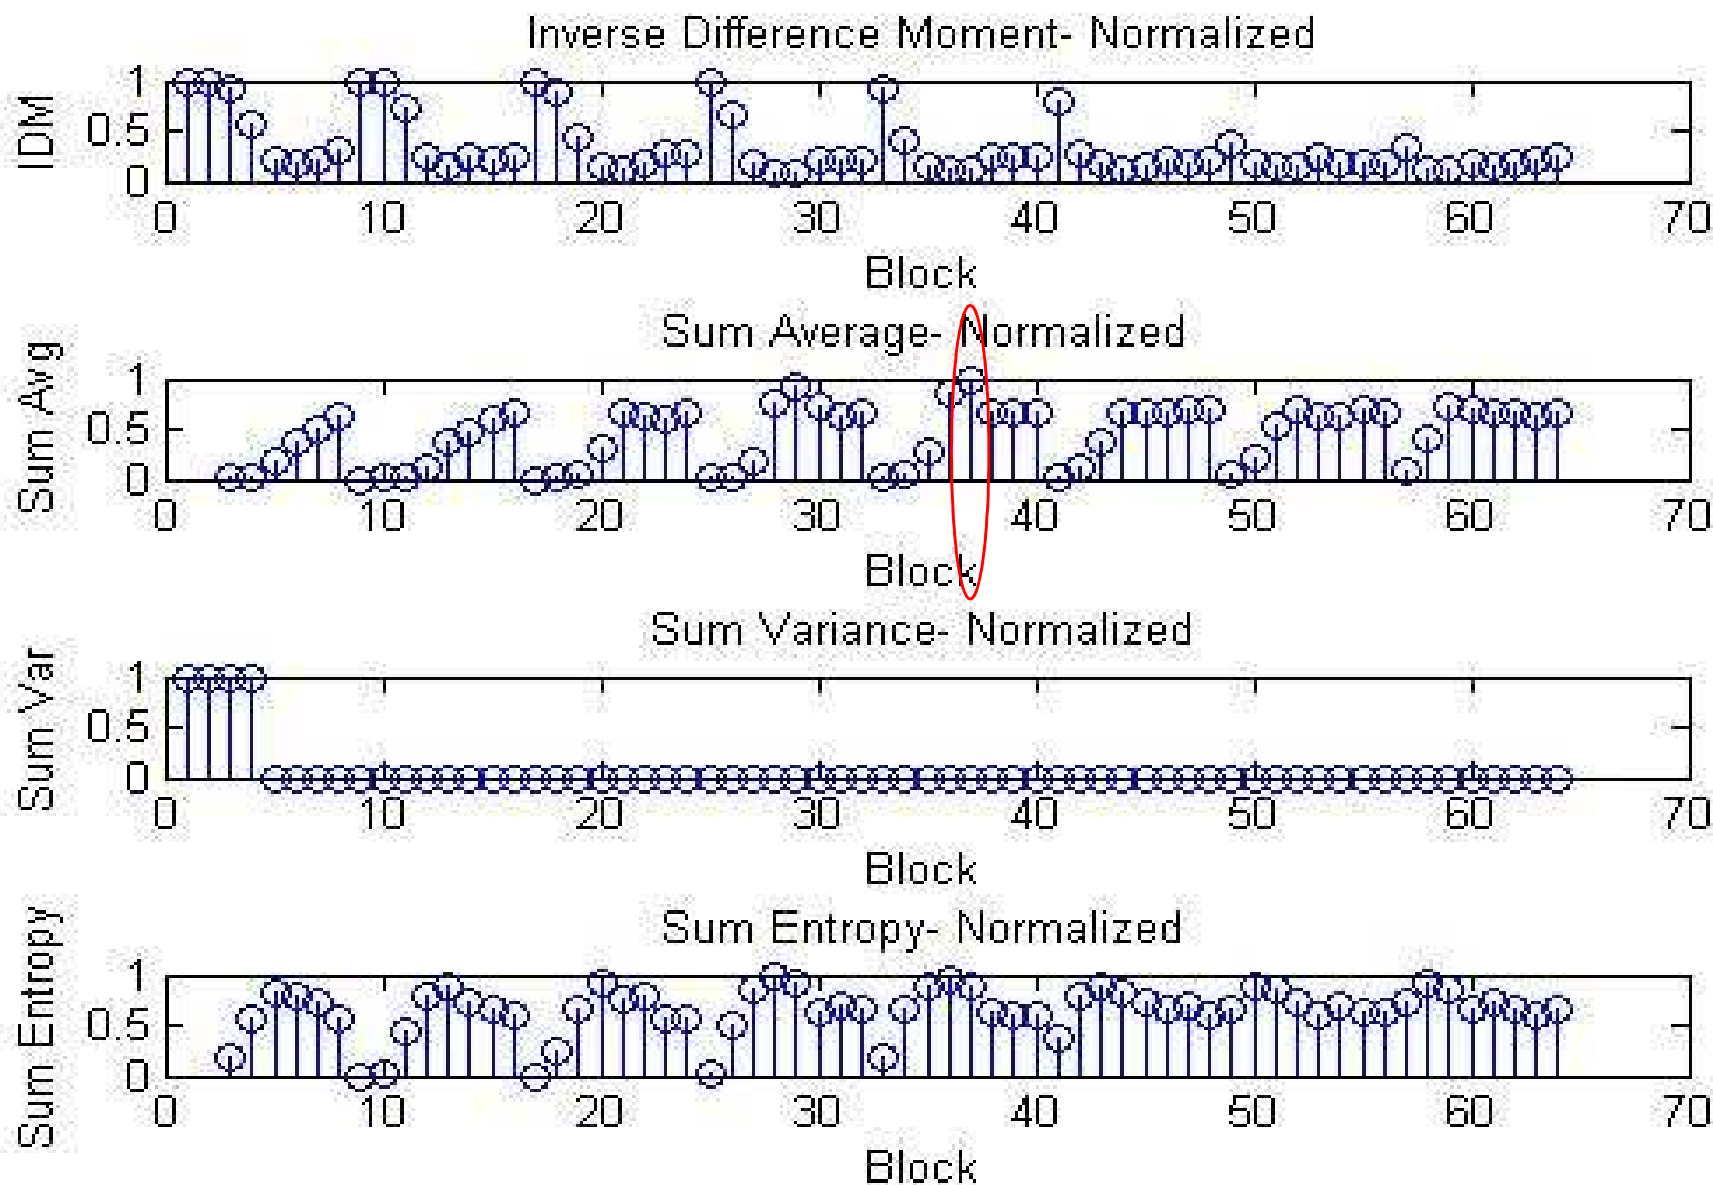 Inverse Difference Moment- Normalized
IDM
1
0.5
0
0 10 20 30 40 50 60 70
Block
Sum Average- Normalized
Sum Avg
1
0.5
0
0 10 20 30 40 50 60 70
Block
Sum Variance- Normalized
Sum Var
1
0.5
0
0 10 20 30 40 50 60 70
Block
Sum Entropy- Normalized
Sum Entropy
1
0.5
0
0 10 20 30 40 50 60 70
Block